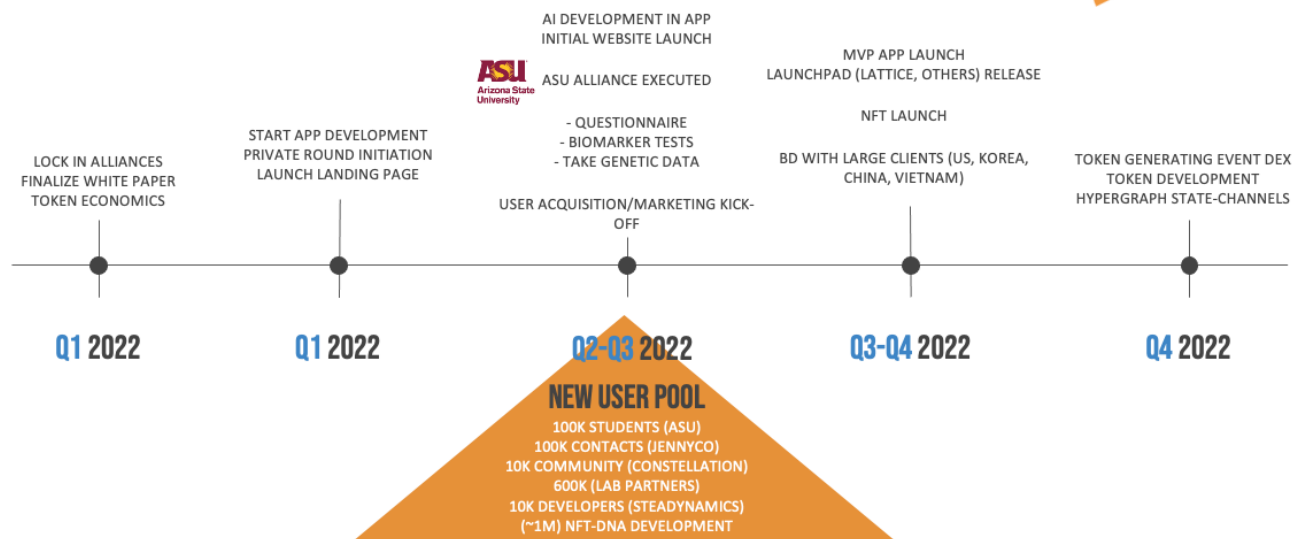 LOCK IN ALLIANCES
FINALIZE WHITE PAPER
TOKEN ECONOMICS
Q1 2022
START APP DEVELOPMENT
PRIVATE ROUND INITIATION
LAUNCH LANDING PAGE
Q1 2022
AI DEVELOPMENT IN APP
INITIAL WEBSITE LAUNCH
ASU
Arizona State
University
ASU ALLIANCE EXECUTED
- QUESTIONNAIRE
- BIOMARKER TESTS
- TAKE GENETIC DATA
USER ACQUISITION/MARKETING KICK-
OFF
Q2-Q3 2022
NEW USER POOL
100K STUDENTS (ASU)
100K CONTACTS (JENNYCO)
10K COMMUNITY (CONSTELLATION)
600K (LAB PARTNERS)
10K DEVELOPERS (STEADYNAMICS)
(~1M) NFT-DNA DEVELOPMENT
MVP APP LAUNCH
LAUNCHPAD (LATTICE, OTHERS) RELEASE
NFT LAUNCH
BD WITH LARGE CLIENTS (US, KOREA,
CHINA, VIETNAM)
Q3-Q4 2022
TOKEN GENERATING EVENT DEX
TOKEN DEVELOPMENT
HYPERGRAPH STATE-CHANNELS
Q4 2022